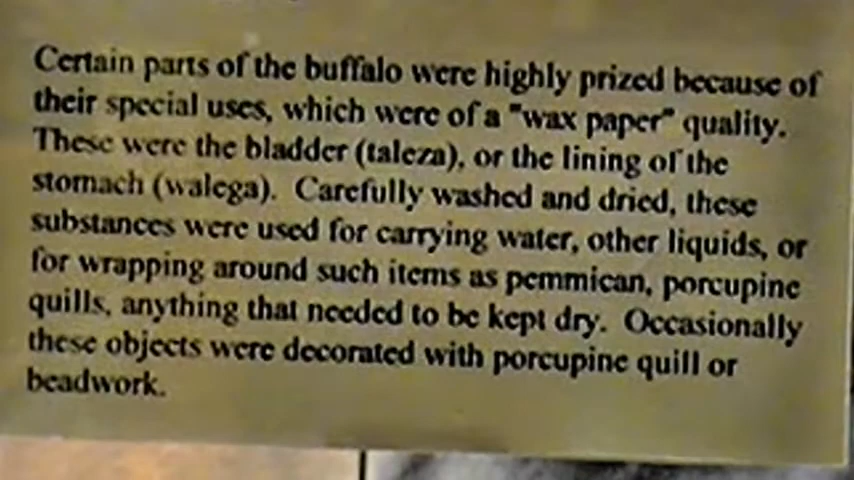 Certain parts of the buffalo were highly prized because of
their special uses, which were of a "wax paper" quality.
These were the bladder (taleza), or the lining of the
stomach (walega). Carefully washed and dried, these
substances were used for carrying water, other liquids, or
for wrapping around such items as pemmican, porcupine
quills, anything that needed to be kept dry. Occasionally
these objects were decorated with porcupine quill or
beadwork.